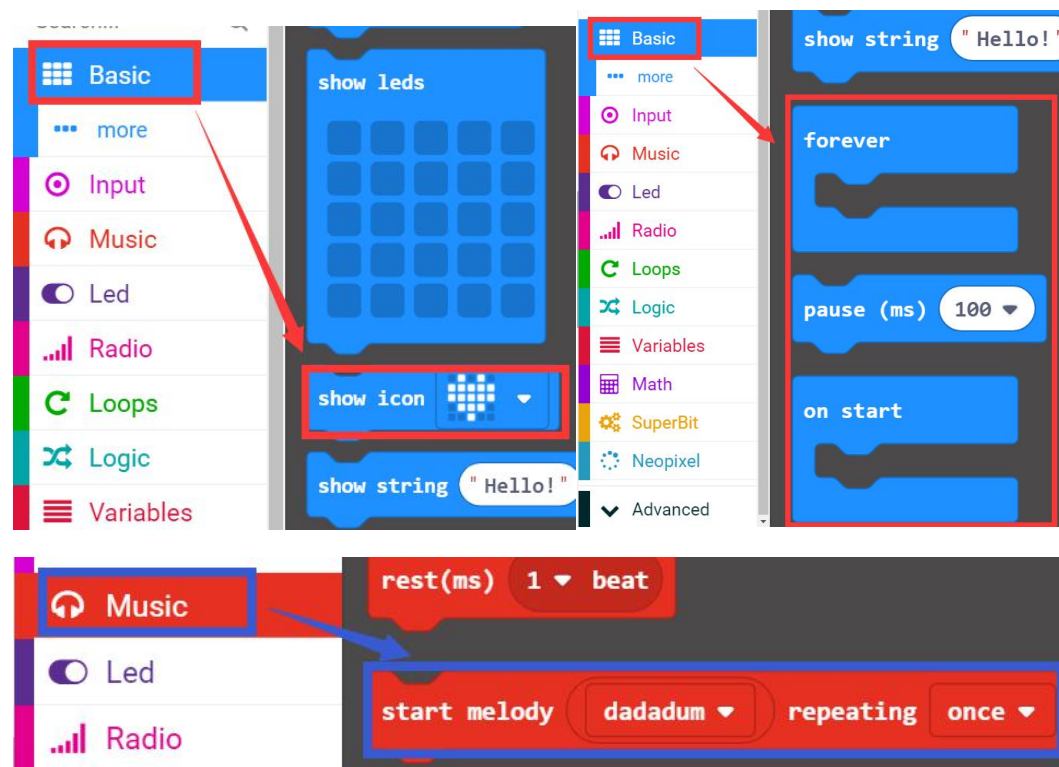 Basic
more
Input
Music
Led
Radio
Loops
Logic
Variables
show leds
show icon
show string "Hello!"
Basic
more
Input
Music
Led
Radio
Loops
Logic
Variables
Math
SuperBit
Neopixel
Advanced
show string "Hello!"
forever
pause (ms) 100
on start
Music
Led
Radio
rest(ms) 1 beat
start melody dadadum repeating once